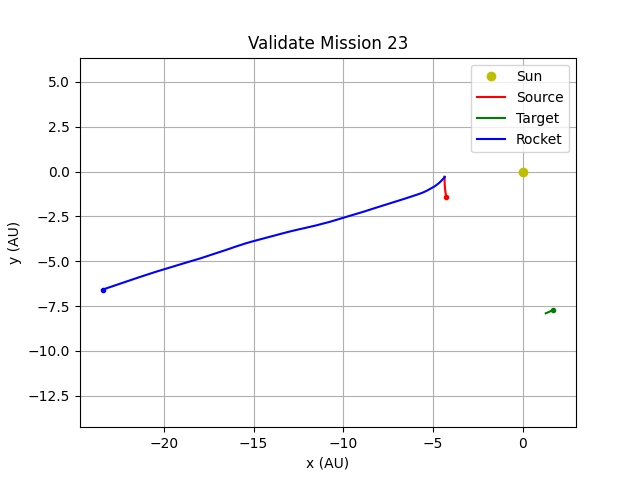 Validate Mission 23
Sun
Source
Target
Rocket
5.0
2.5
0.0
−2.5
−5.0
−7.5
−10.0
−12.5
y (AU)
−20
−15
−10
−5
0
x (AU)